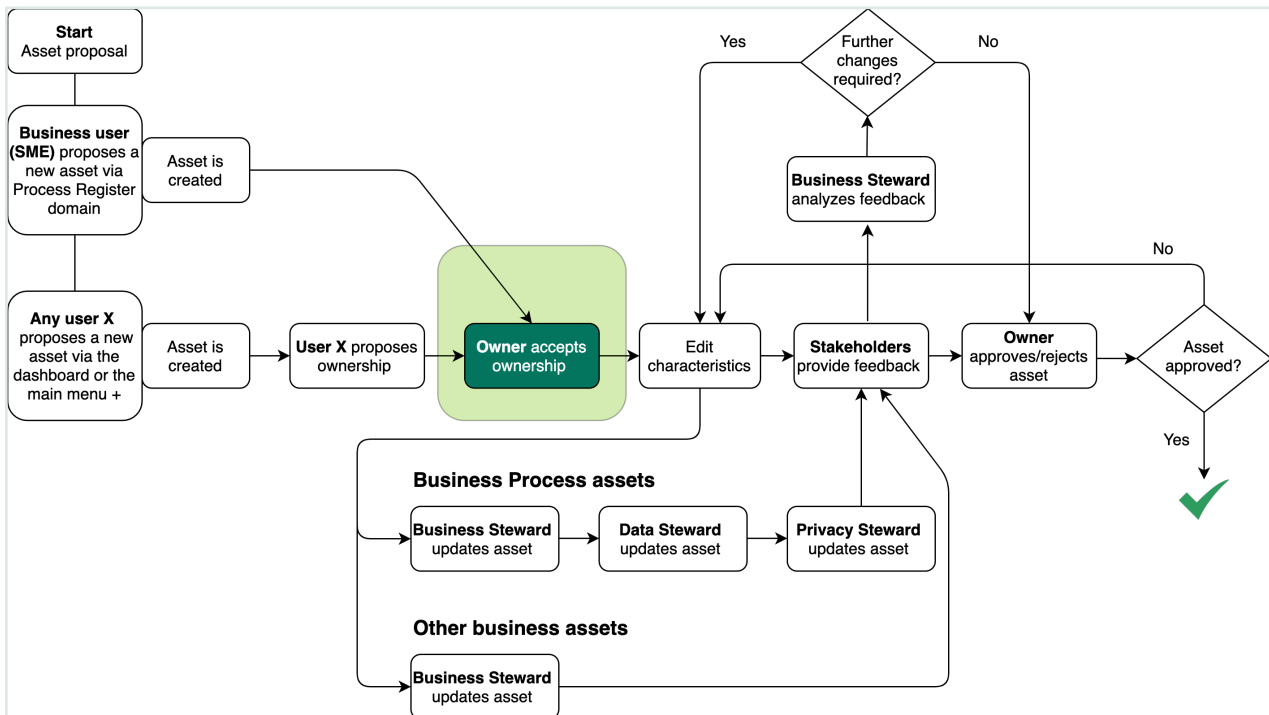 Start
Asset proposal
Business user
(SME) proposes a
new asset via
Process Register
domain
Asset is
created
Any user X
proposes a new
asset via the
dashboard or the
main menu +
Asset is
created
User X proposes
ownership
Owner accepts
ownership
Edit
characteristics
Stakeholders
provide feedback
Business Steward
analyzes feedback
Further
changes
required?
Yes
No
Owner
approves/rejects
asset
Asset
approved?
No
Yes
Business Process assets
Business Steward
updates asset
Data Steward
updates asset
Privacy Steward
updates asset
Other business assets
Business Steward
updates asset